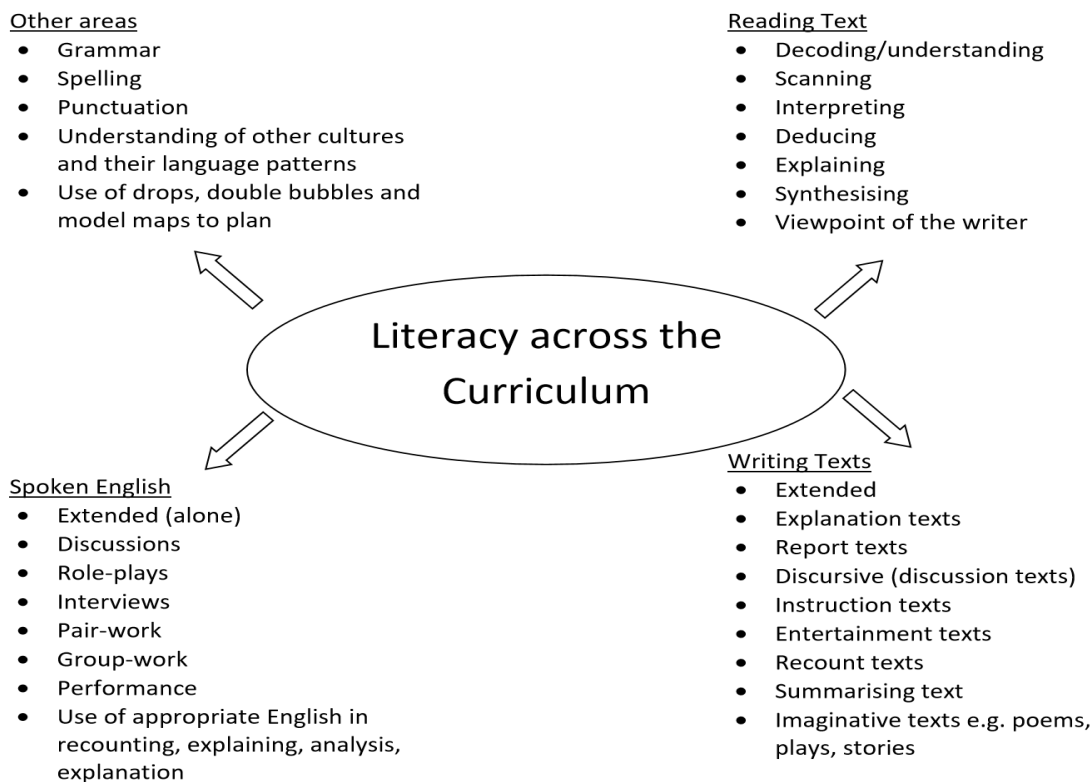 Other areas
• Grammar
• Spelling
• Punctuation
• Understanding of other cultures
and their language patterns
• Use of drops, double bubbles and
model maps to plan
Reading Text
• Decoding/understanding
• Scanning
• Interpreting
• Deducing
• Explaining
• Synthesising
• Viewpoint of the writer
Literacy across the
Curriculum
Spoken English
• Extended (alone)
• Discussions
• Role-plays
• Interviews
• Pair-work
• Group-work
• Performance
• Use of appropriate English in
recounting, explaining, analysis,
explanation
Writing Texts
• Extended
• Explanation texts
• Report texts
• Discursive (discussion texts)
• Instruction texts
• Entertainment texts
• Recount texts
• Summarising text
• Imaginative texts e.g. poems,
plays, stories